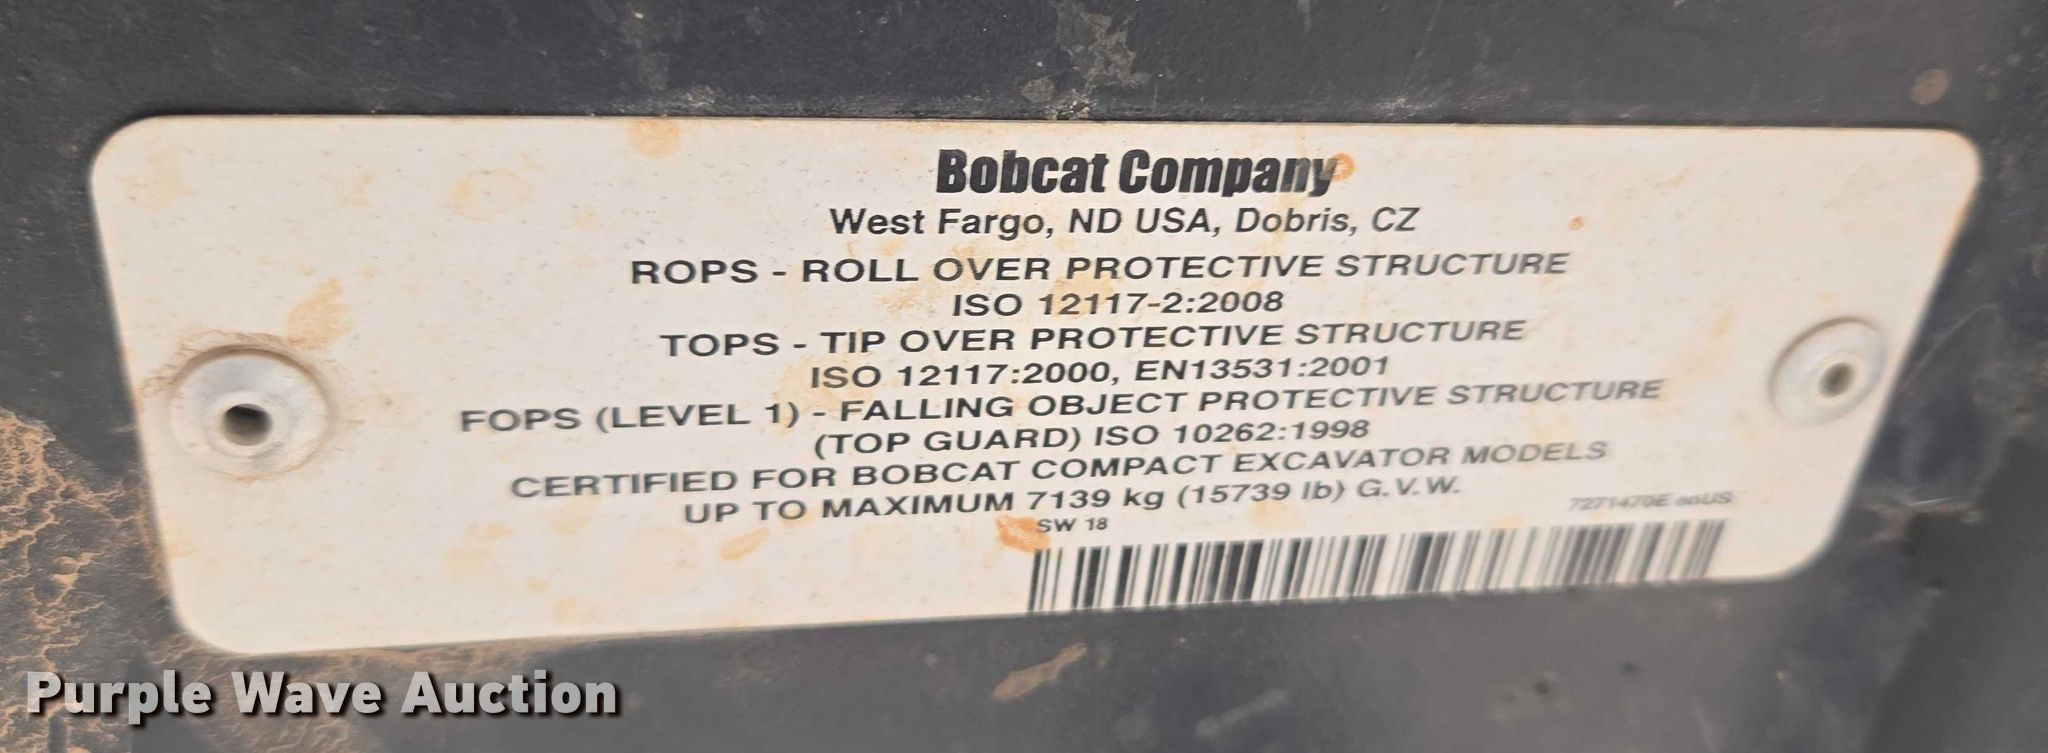 Bobcat Company
West Fargo, ND USA, Dobris, CZ
ROPS - ROLL OVER PROTECTIVE STRUCTURE
ISO 12117-2:2008
TOPS - TIP OVER PROTECTIVE STRUCTURE
ISO 12117:2000, EN13531:2001
FOPS (LEVEL 1) - FALLING OBJECT PROTECTIVE STRUCTURE
(TOP GUARD) ISO 10262:1998
CERTIFIED FOR BOBCAT COMPACT EXCAVATOR MODELS
UP TO MAXIMUM 7139 kg (15739 lb) G.V.W.
7271470E
SW 18
Purple Wave Auction